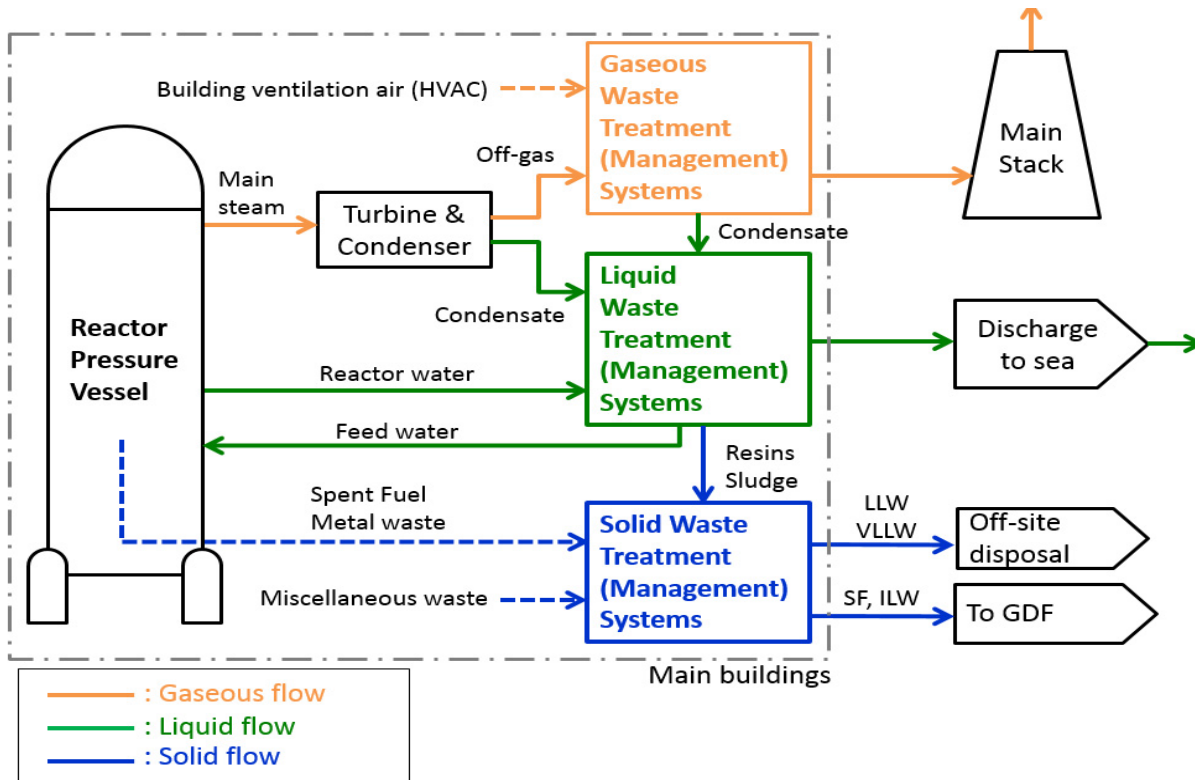 Building ventilation air (HVAC)
Gaseous
Waste
Treatment
(Management)
Systems
Main
Stack
Off-gas
Main
steam
Turbine &
Condenser
Condensate
Condensate
Liquid
Waste
Treatment
(Management)
Systems
Discharge
to sea
Reactor
Pressure
Vessel
Reactor water
Feed water
Resins
Sludge
Spent Fuel
Metal waste
Solid Waste
Treatment
(Management)
Systems
LLW
VLLW
Off-site
disposal
Miscellaneous waste
SF, ILW
To GDF
Main buildings
: Gaseous flow
: Liquid flow
: Solid flow